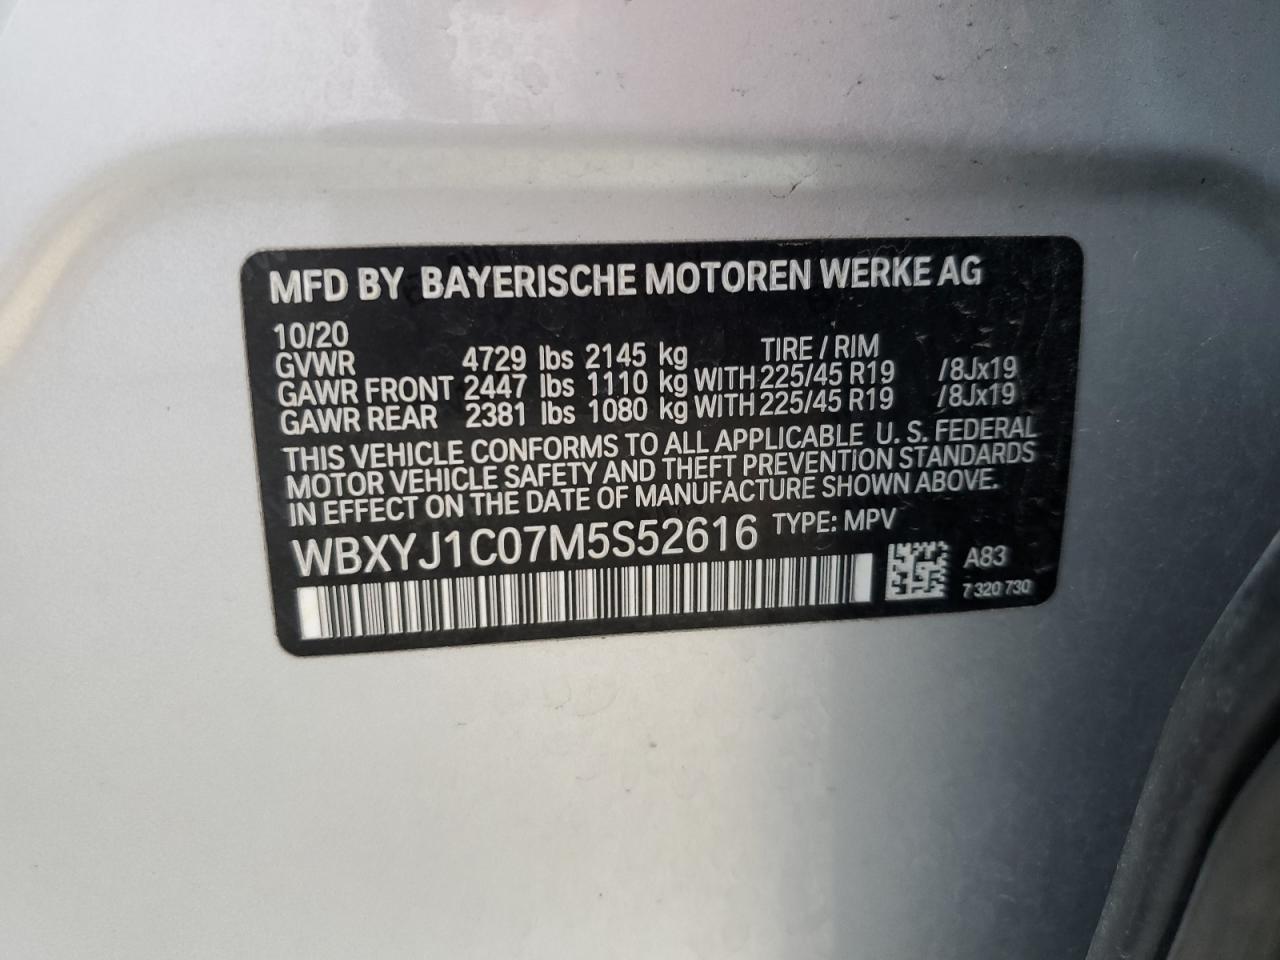 MFD BY BAYERISCHE MOTOREN WERKE AG
10/20
TIRE / RIM
GVWR 4729 lbs 2145 kg
GAWR FRONT 2447 lbs 1110 kg WITH 225/45 R19 /8Jx19
GAWR REAR 2381 lbs 1080 kg WITH 225/45 R19 /8Jx19
THIS VEHICLE CONFORMS TO ALL APPLICABLE U. S. FEDERAL
MOTOR VEHICLE SAFETY AND THEFT PREVENTION STANDARDS
IN EFFECT ON THE DATE OF MANUFACTURE SHOWN ABOVE.
WBXYJ1C07M5S52616 TYPE: MPV
A83
7 320 730